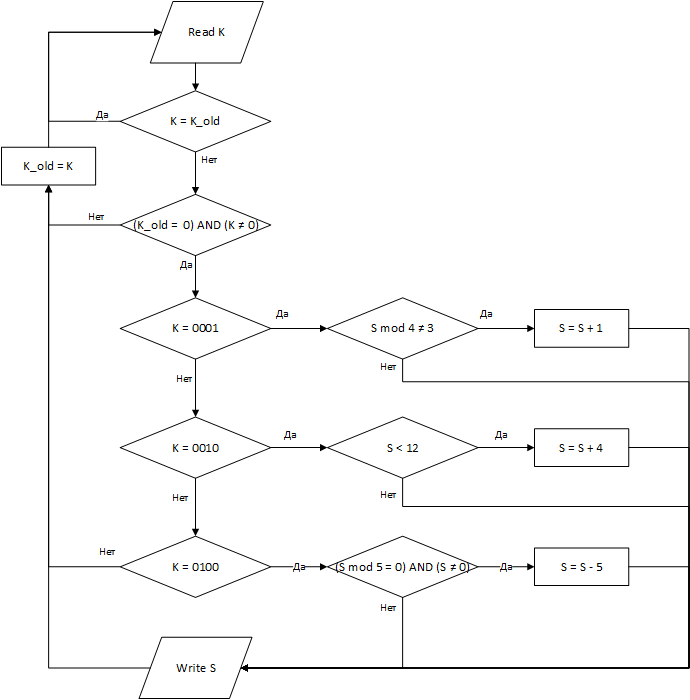 Read K
Да
K = K_old
Нет
K_old = K
Нет
(K_old = 0) AND (K ≠ 0)
Да
K = 0001
Да
S mod 4 ≠ 3
Да
S = S + 1
Нет
Нет
K = 0010
Да
S < 12
Да
S = S + 4
Нет
Нет
Нет
K = 0100
Да
(S mod 5 = 0) AND (S ≠ 0)
Да
S = S - 5
Нет
Write S